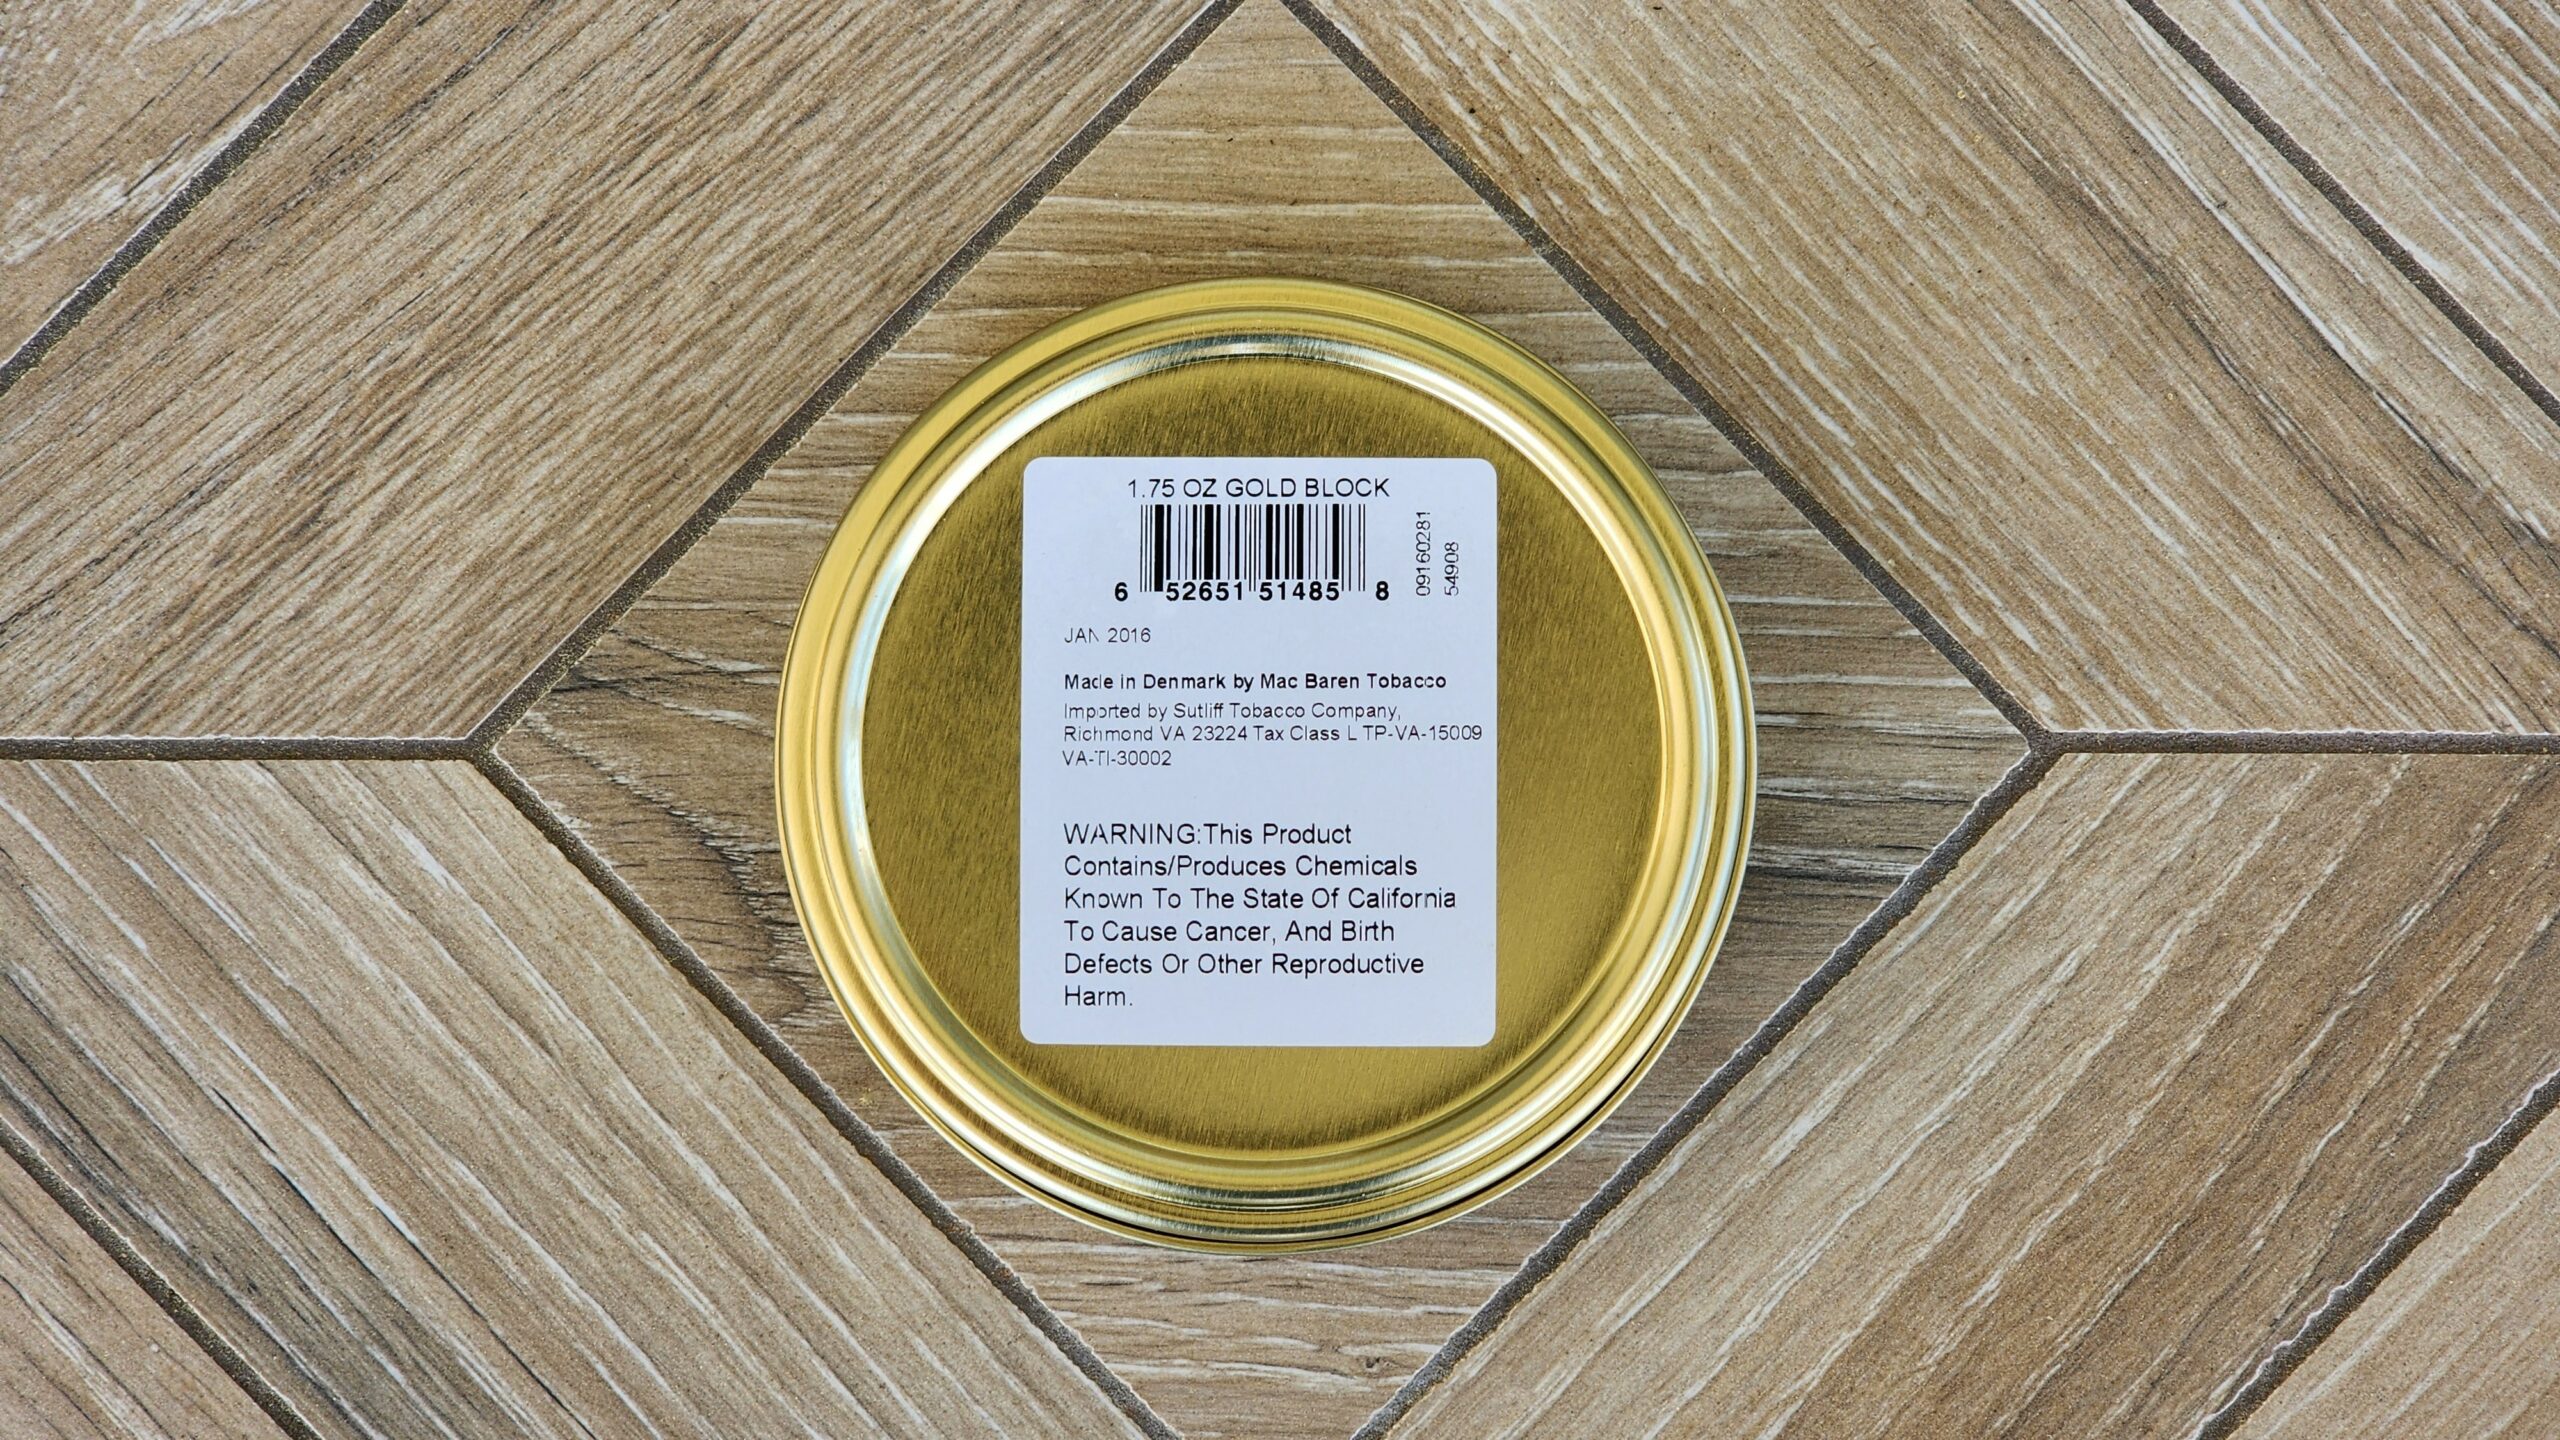 1.75 OZ GOLD BLOCK
6 52651 51485 8
09160281
54908
JAN 2016
Made in Denmark by Mac Baren Tobacco
Imported by Sutliff Tobacco Company,
Richmond VA 23224 Tax Class L TP-VA-15009
VA-TI-30002
WARNING:This Product
Contains/Produces Chemicals
Known To The State Of California
To Cause Cancer, And Birth
Defects Or Other Reproductive
Harm.